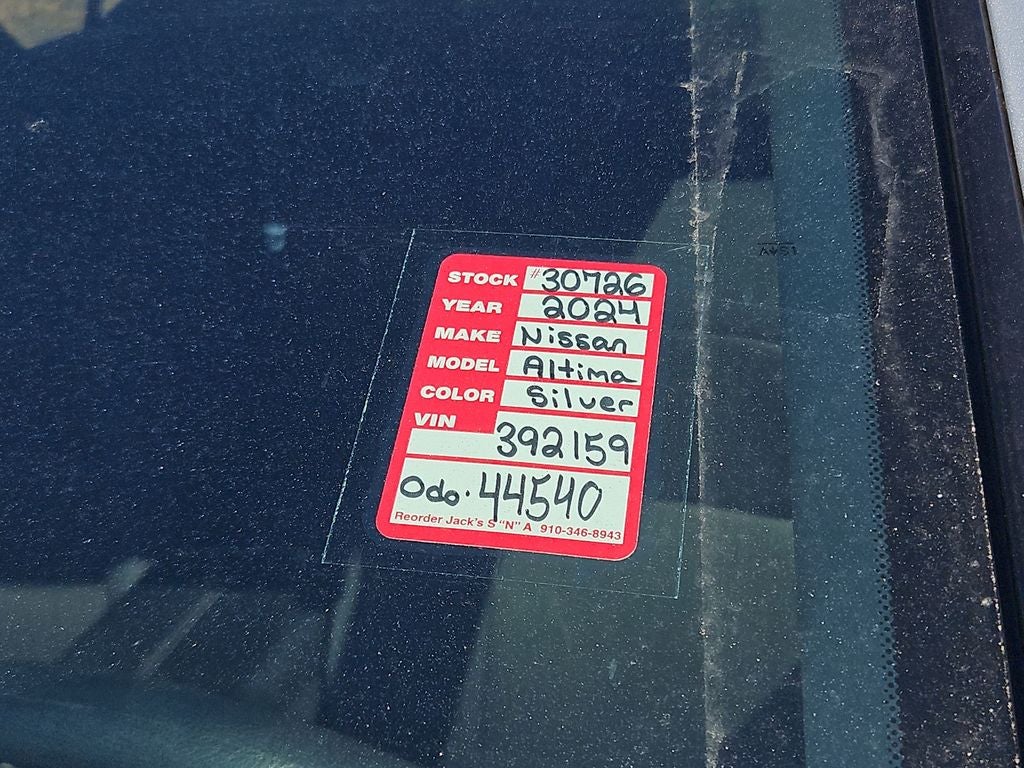 STOCK #30726
YEAR 2024
MAKE Nissan
MODEL Altima
COLOR Silver
VIN 392159
Odo. 44540
Reorder Jack's S "N" A 910-346-8943